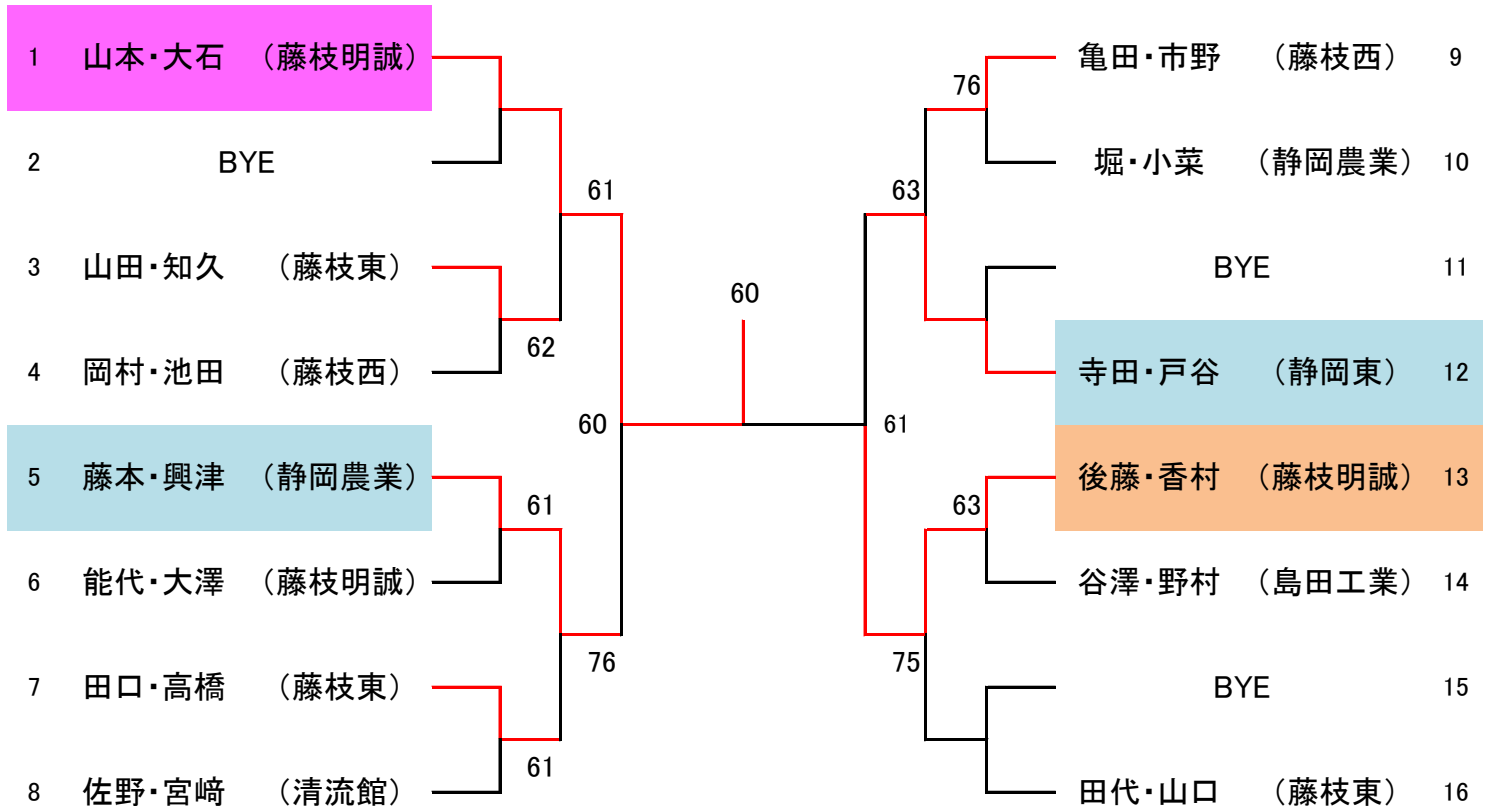 1 山本・大石 （藤枝明誠）
2 BYE
3 山田・知久 （藤枝東）
4 岡村・池田 （藤枝西）
5 藤本・興津 （静岡農業）
6 能代・大澤 （藤枝明誠）
7 田口・高橋 （藤枝東）
8 佐野・宮﨑 （清流館）
61
62
61
61
60
76
60
76
63
61
63
75
亀田・市野 （藤枝西） 9
堀・小菜 （静岡農業） 10
BYE 11
寺田・戸谷 （静岡東） 12
後藤・香村 （藤枝明誠） 13
谷澤・野村 （島田工業） 14
BYE 15
田代・山口 （藤枝東） 16